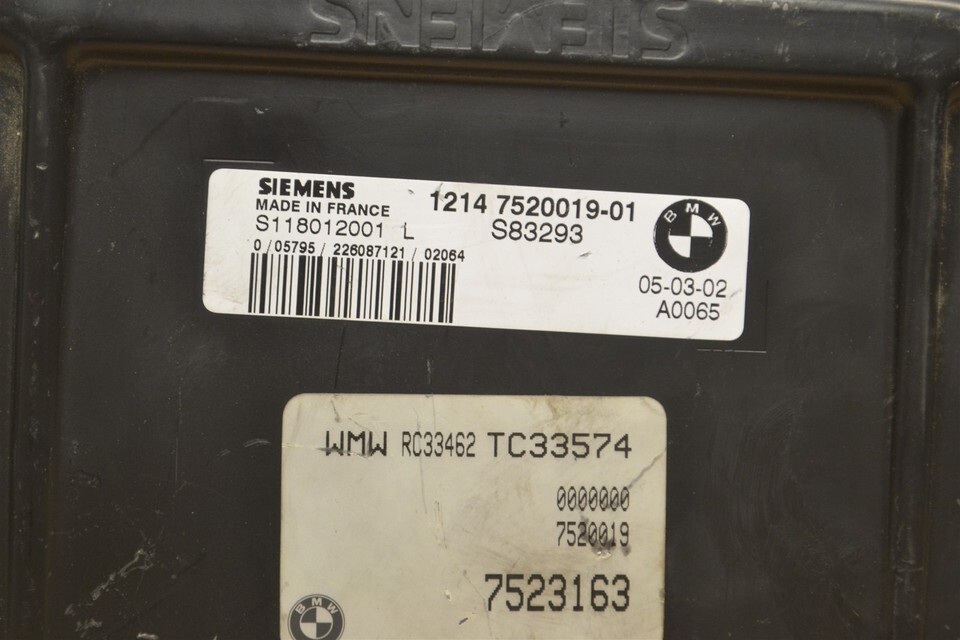 SIEMENS
SIEMENS
MADE IN FRANCE
1214 7520019-01
S118012001 L
S83293
BMW
0/05795/226087121/02064
05-03-02
A0065
WMW RC33462 TC33574
0000000
7520019
7523163
BMW